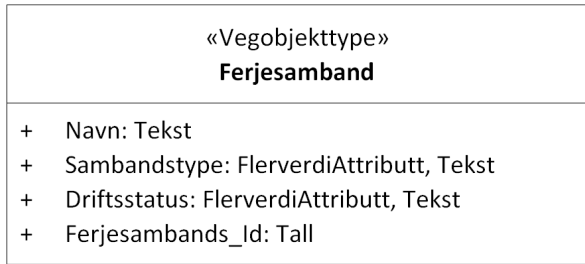 «Vegobjekttype»
Ferjesamband
+ Navn: Tekst
+ Sambandstype: FlerverdiAttributt, Tekst
+ Driftsstatus: FlerverdiAttributt, Tekst
+ Ferjesambands_Id: Tall